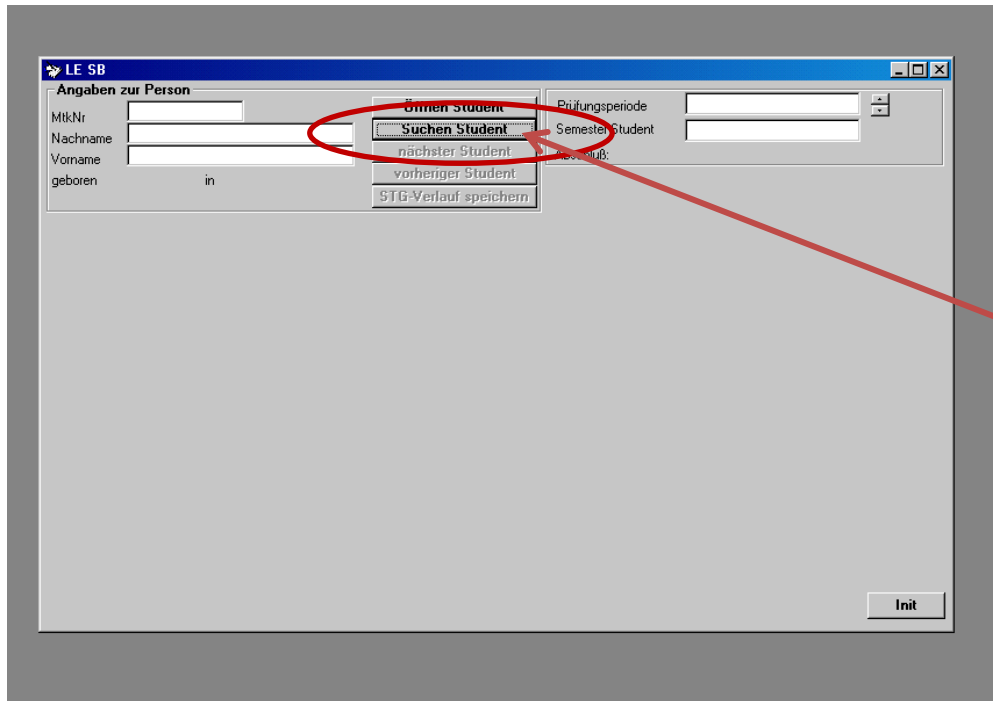 LE SB
Angaben zur Person
MtkNr
Nachname
Vorname
geboren in
Öffnen Student
Suchen Student
nächster Student
vorheriger Student
STG-Verlauf speichern
Prüfungsperiode
Semester Student
Abschluß:
Init